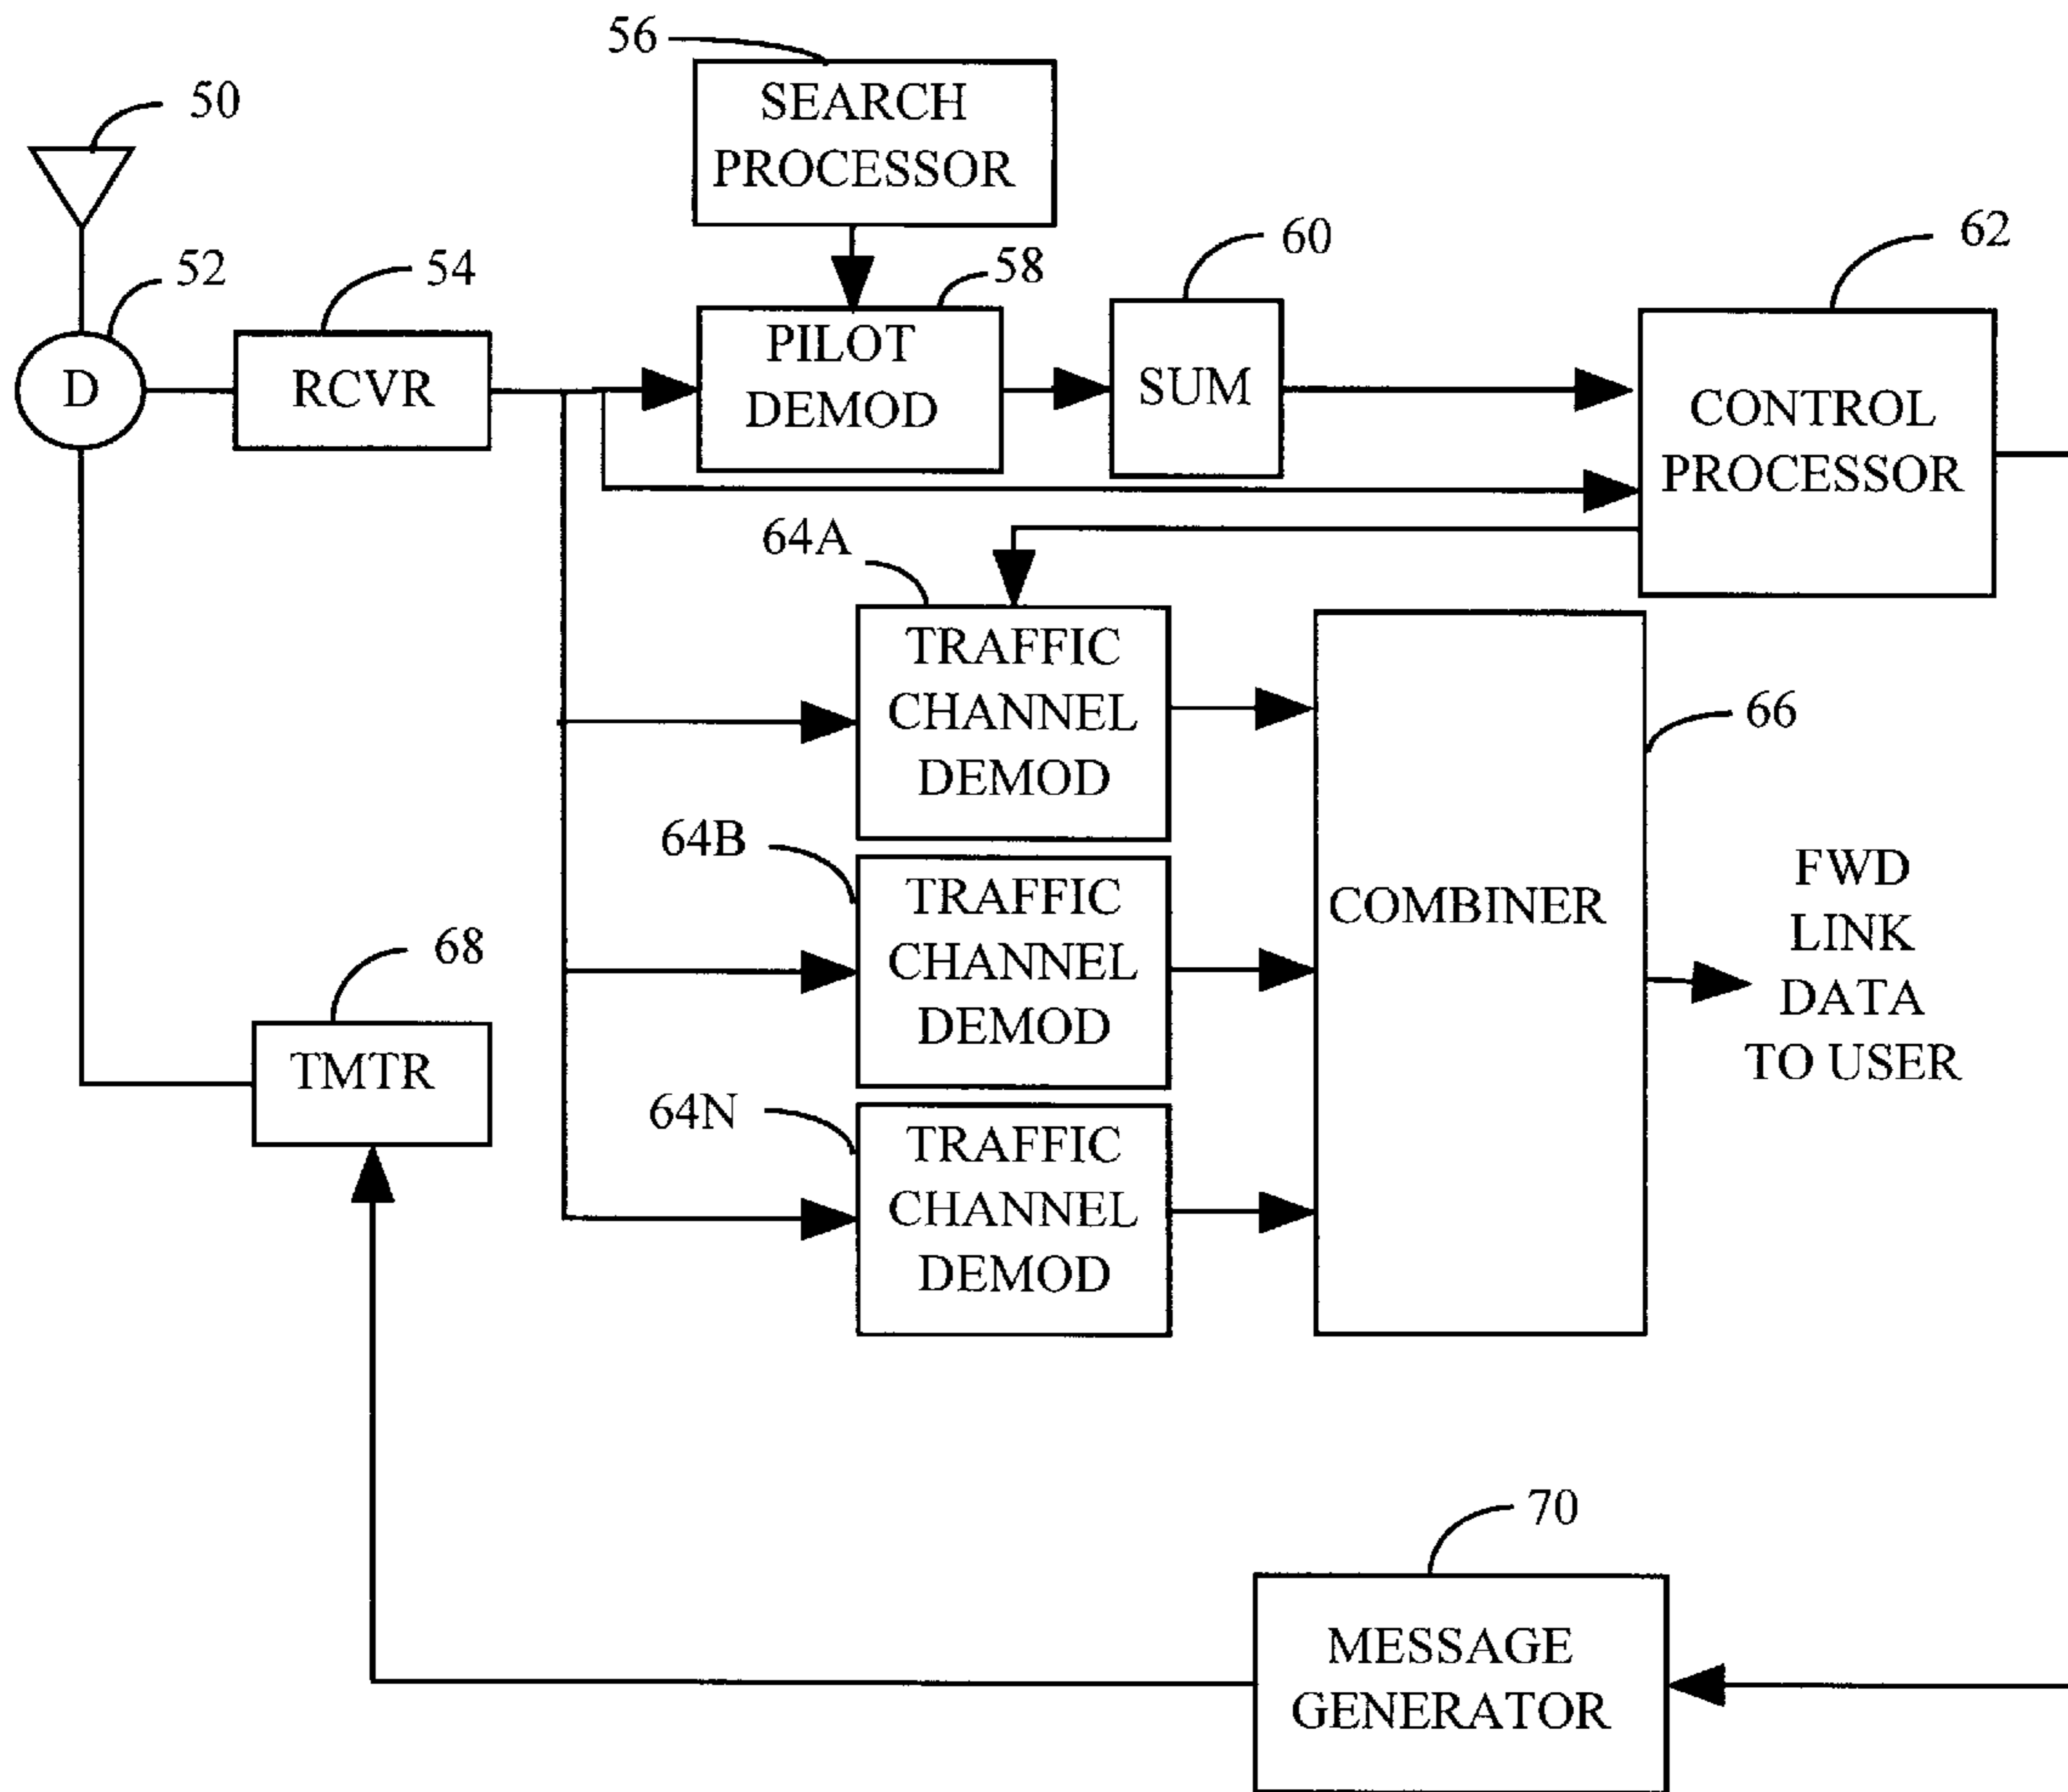 56
SEARCH
PROCESSOR
50
52
54
58
60
62
D
RCVR
PILOT
DEMOD
SUM
CONTROL
PROCESSOR
64A
TRAFFIC
CHANNEL
DEMOD
66
64B
TRAFFIC
CHANNEL
DEMOD
COMBINER
FWD
LINK
DATA
TO USER
68
TMTR
64N
TRAFFIC
CHANNEL
DEMOD
70
MESSAGE
GENERATOR